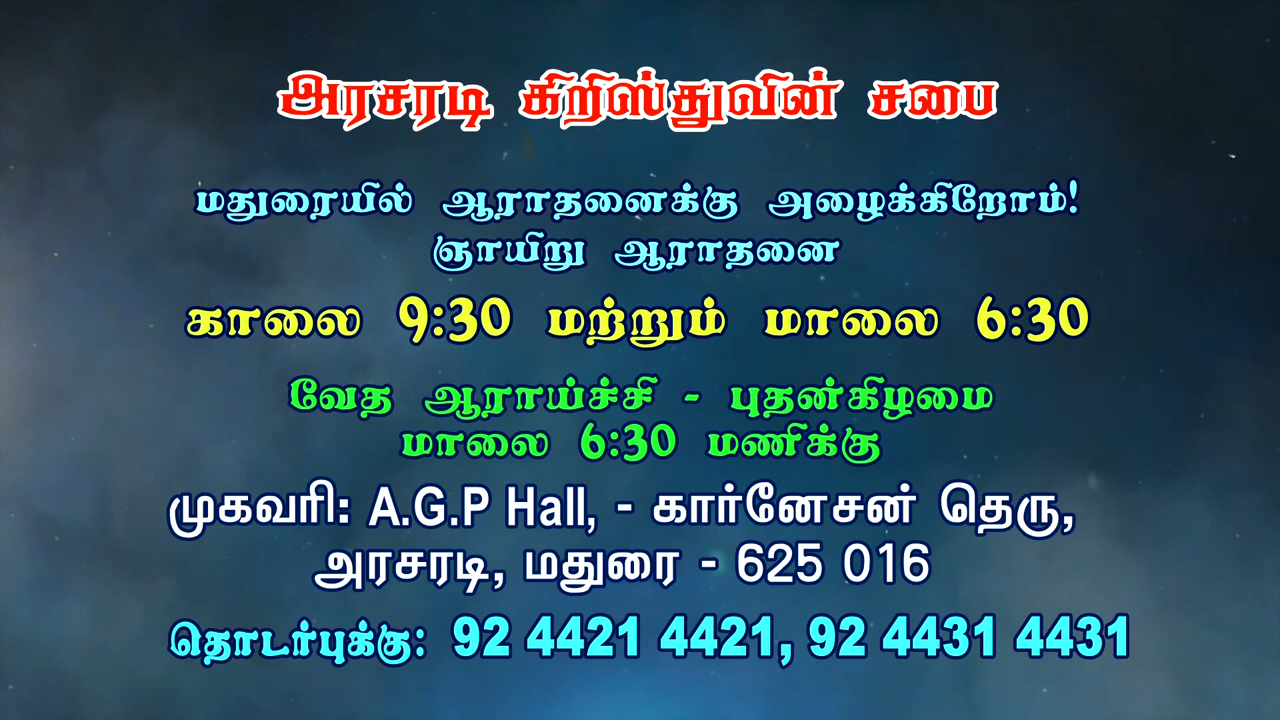 அரசரடி கிறிஸ்துவின் சபை
மதுரையில் ஆராதனைக்கு அழைக்கிறோம்!
ஞாயிறு ஆராதனை
காலை 9:30 மற்றும் மாலை 6:30
வேத ஆராய்ச்சி - புதன்கிழமை
மாலை 6:30 மணிக்கு
முகவரி: A.G.P Hall, - கார்னேசன் தெரு,
அரசரடி, மதுரை - 625 016
தொடர்புக்கு: 92 4421 4421, 92 4431 4431